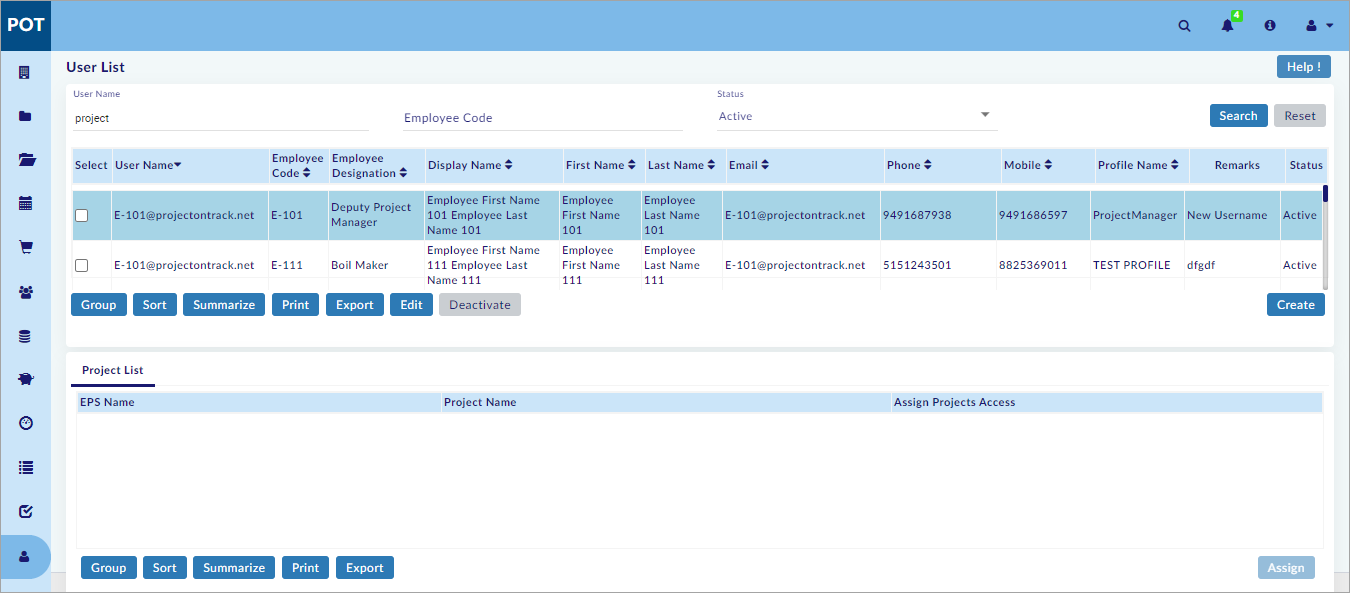 POT
4
User List
Help !
User Name
Status
project
Employee Code
Active
Search
Reset
Select User Name Employee Code Employee Designation Display Name First Name Last Name Email Phone Mobile Profile Name Remarks Status
E-101@projectontrack.net E-101 Deputy Project Manager Employee First Name 101 Employee Last Name 101 Employee First Name 101 Employee Last Name 101 E-101@projectontrack.net 9491687938 9491686597 ProjectManager New Username Active
E-101@projectontrack.net E-111 Boil Maker Employee First Name 111 Employee Last Name 111 Employee First Name 111 Employee Last Name 111 E-101@projectontrack.net 5151243501 8825369011 TEST PROFILE dfgdf Active
Group Sort Summarize Print Export Edit Deactivate Create
Project List
EPS Name Project Name Assign Projects Access
Group Sort Summarize Print Export Assign